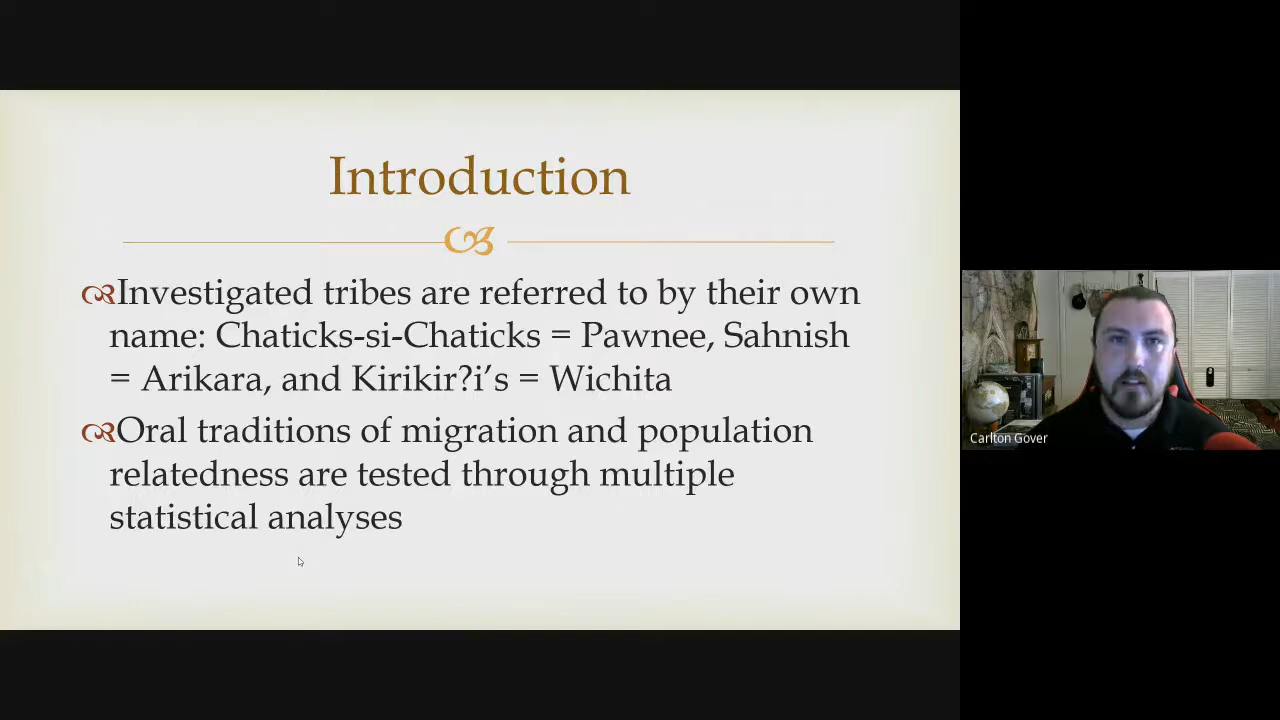 Introduction
Investigated tribes are referred to by their own
name: Chaticks-si-Chaticks = Pawnee, Sahnish
= Arikara, and Kirikir?i’s = Wichita
Oral traditions of migration and population
relatedness are tested through multiple
statistical analyses
Carlton Gover